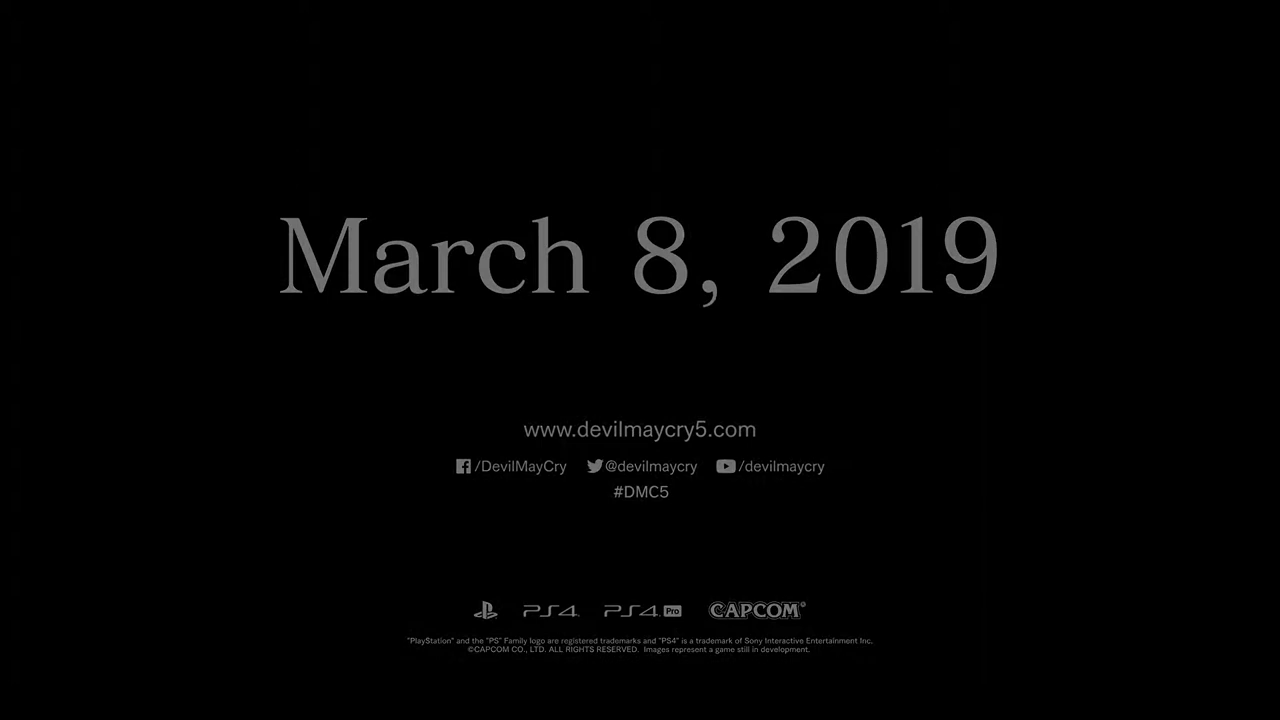 March 8, 2019
www.devilmaycry5.com
/DevilMayCry @devilmaycry /devilmaycry
#DMC5
PS4 PS4 Pro CAPCOM®
"PlayStation" and the "PS" Family logo are registered trademarks and "PS4" is a trademark of Sony Interactive Entertainment Inc.
©CAPCOM CO., LTD. ALL RIGHTS RESERVED. Images represent a game still in development.